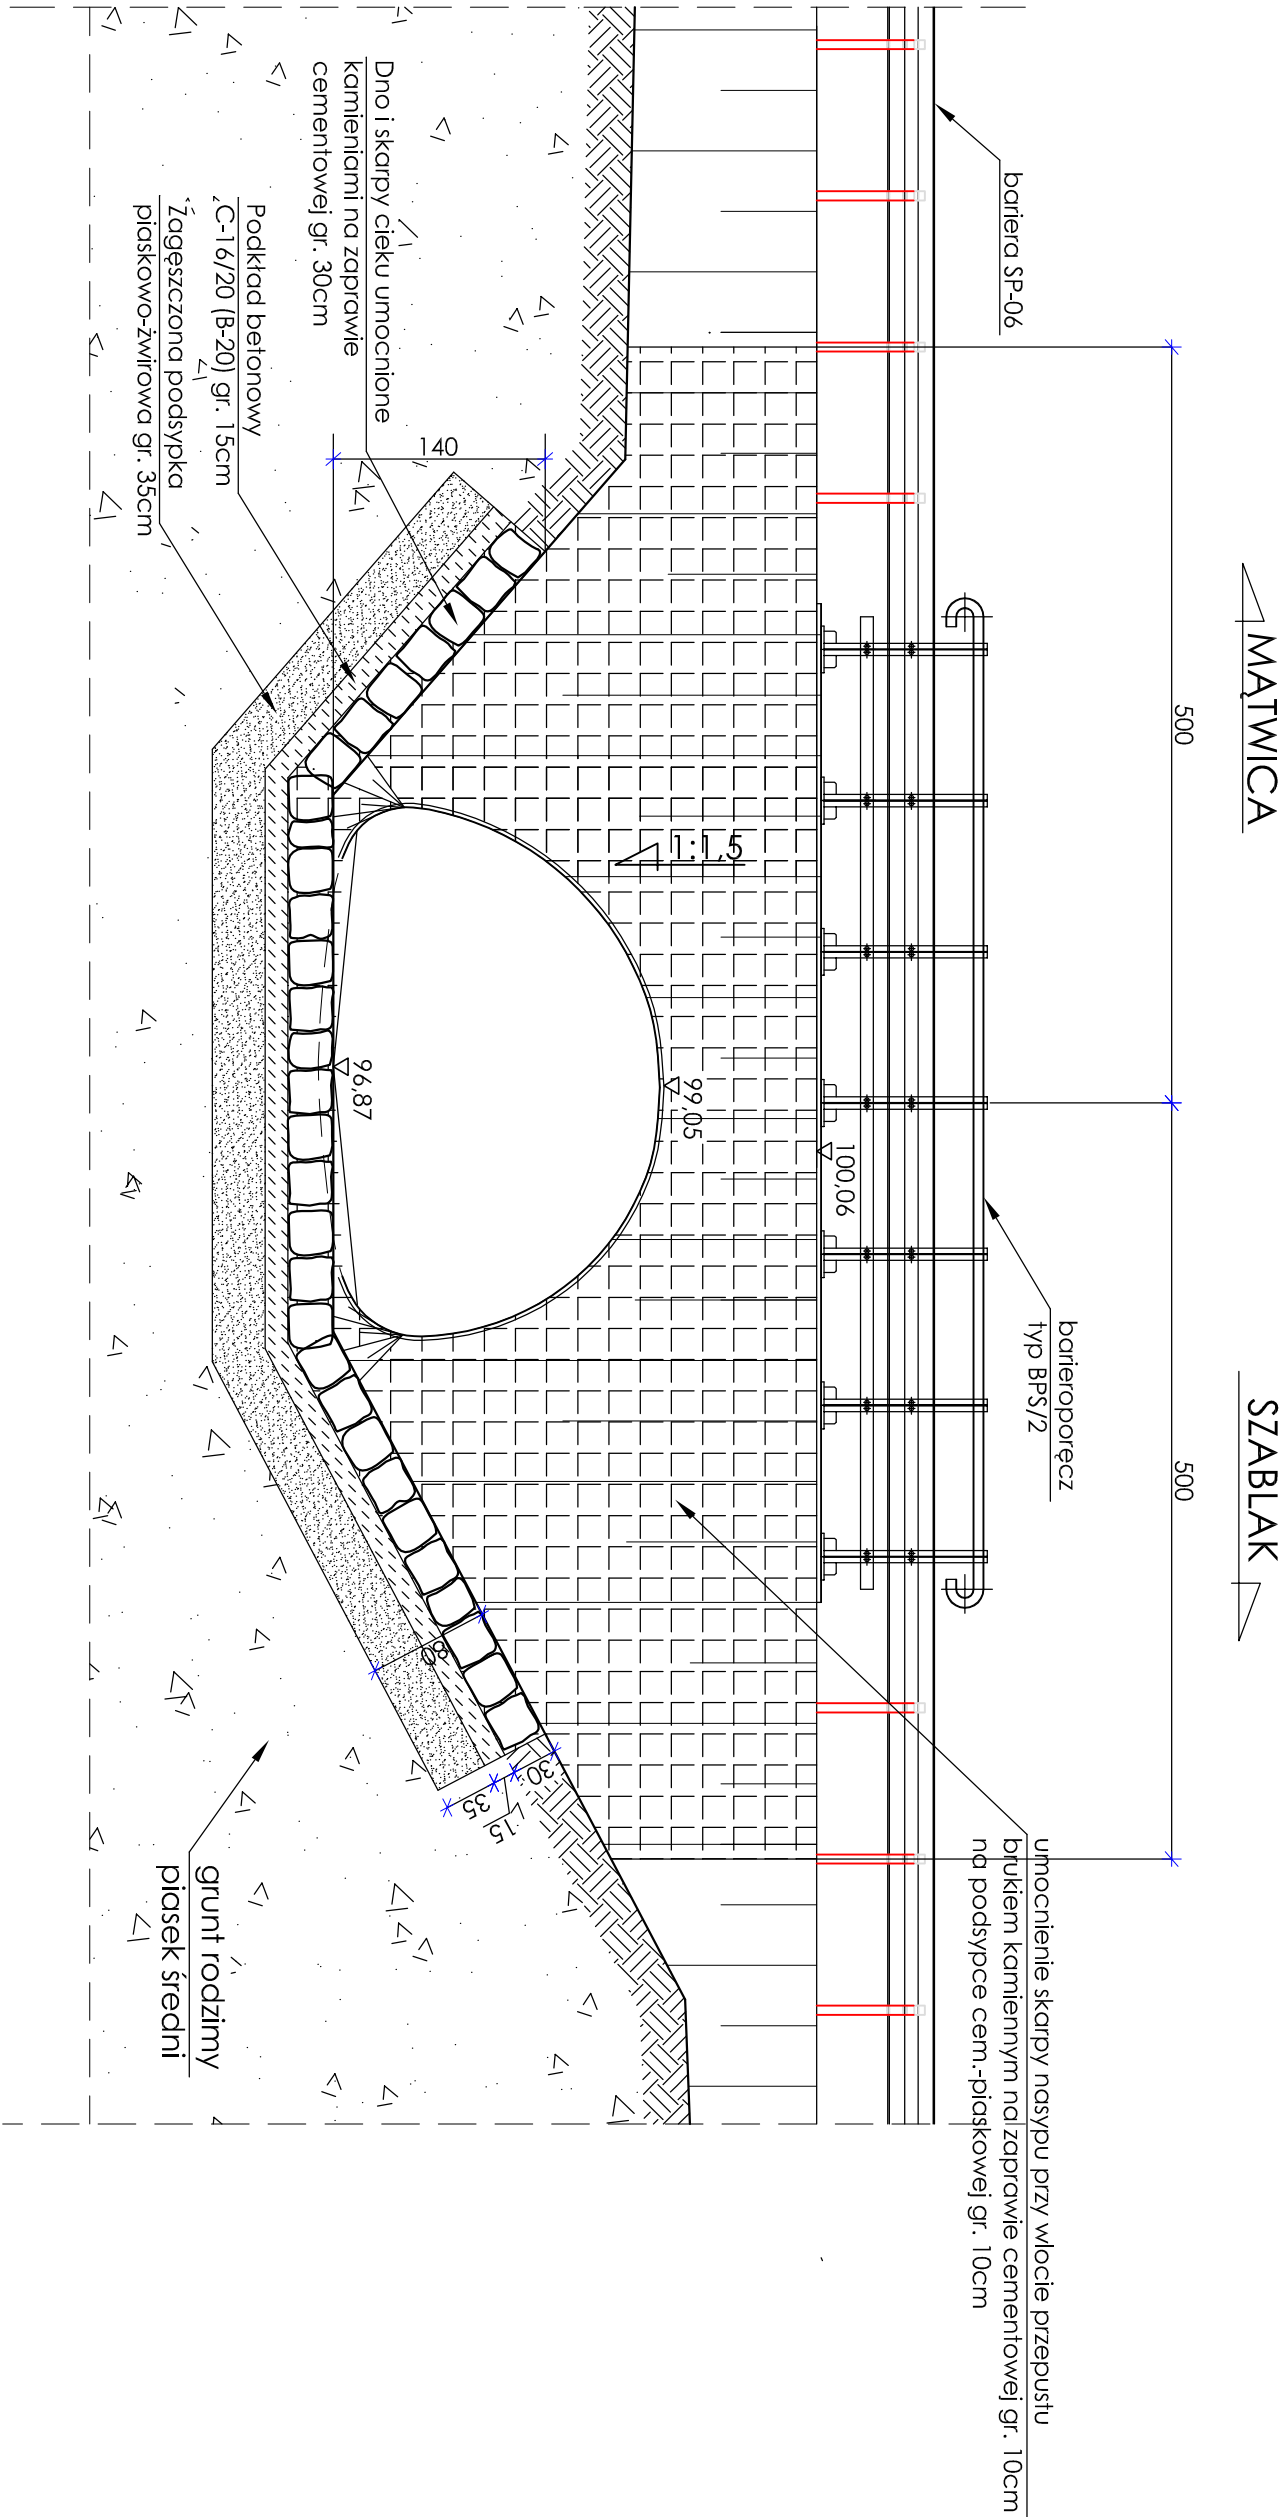 MĄTWICA
SZABLAK
500
500
bariera SP-06
barieroporęcz
typ BPS/2
umocnienie skarpy nasypu przy wlocie przepustu
brukiem kamiennym na zaprawie cementowej gr. 10cm
na podsypce cem.-piaskowej gr. 10cm
100,06
1:1,5
99,05
96,87
140
Dno i skarpy cieku umocnione
kamieniami na zaprawie
cementowej gr. 30cm
Podkład betonowy
C-16/20 (B-20) gr. 15cm
Zagęszczona podsypka
piaskowo-żwirowa gr. 35cm
80
30
15
35
grunt rodzimy
piasek średni